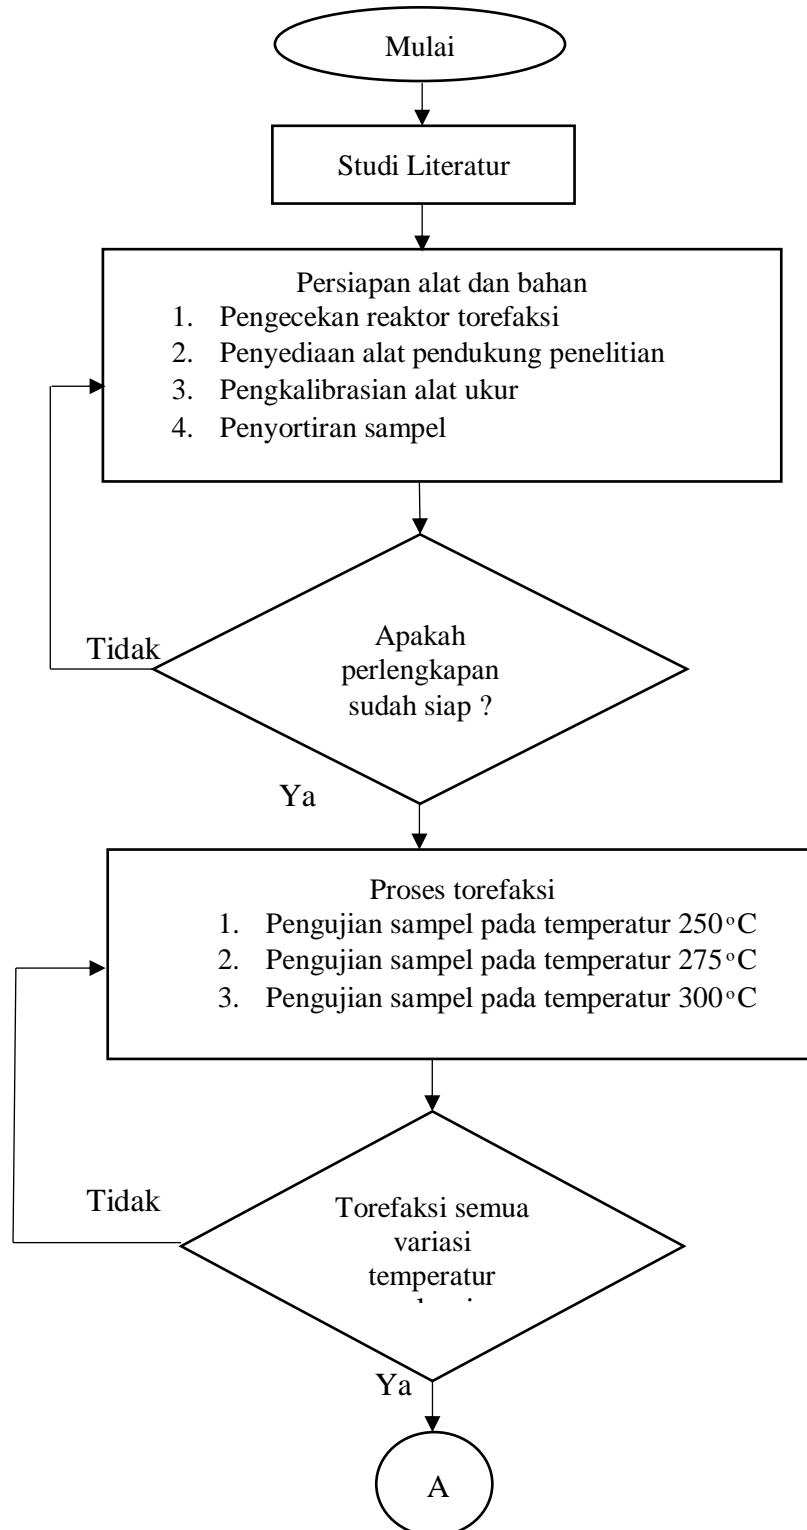 Mulai
Studi Literatur
Persiapan alat dan bahan
1. Pengecekan reaktor torefaksi
2. Penyediaan alat pendukung penelitian
3. Pengkalibrasian alat ukur
4. Penyortiran sampel
Tidak
Apakah
perlengkapan
sudah siap ?
Ya
Proses torefaksi
1. Pengujian sampel pada temperatur 250°C
2. Pengujian sampel pada temperatur 275°C
3. Pengujian sampel pada temperatur 300°C
Tidak
Torefaksi semua
variasi
temperatur
Ya
A